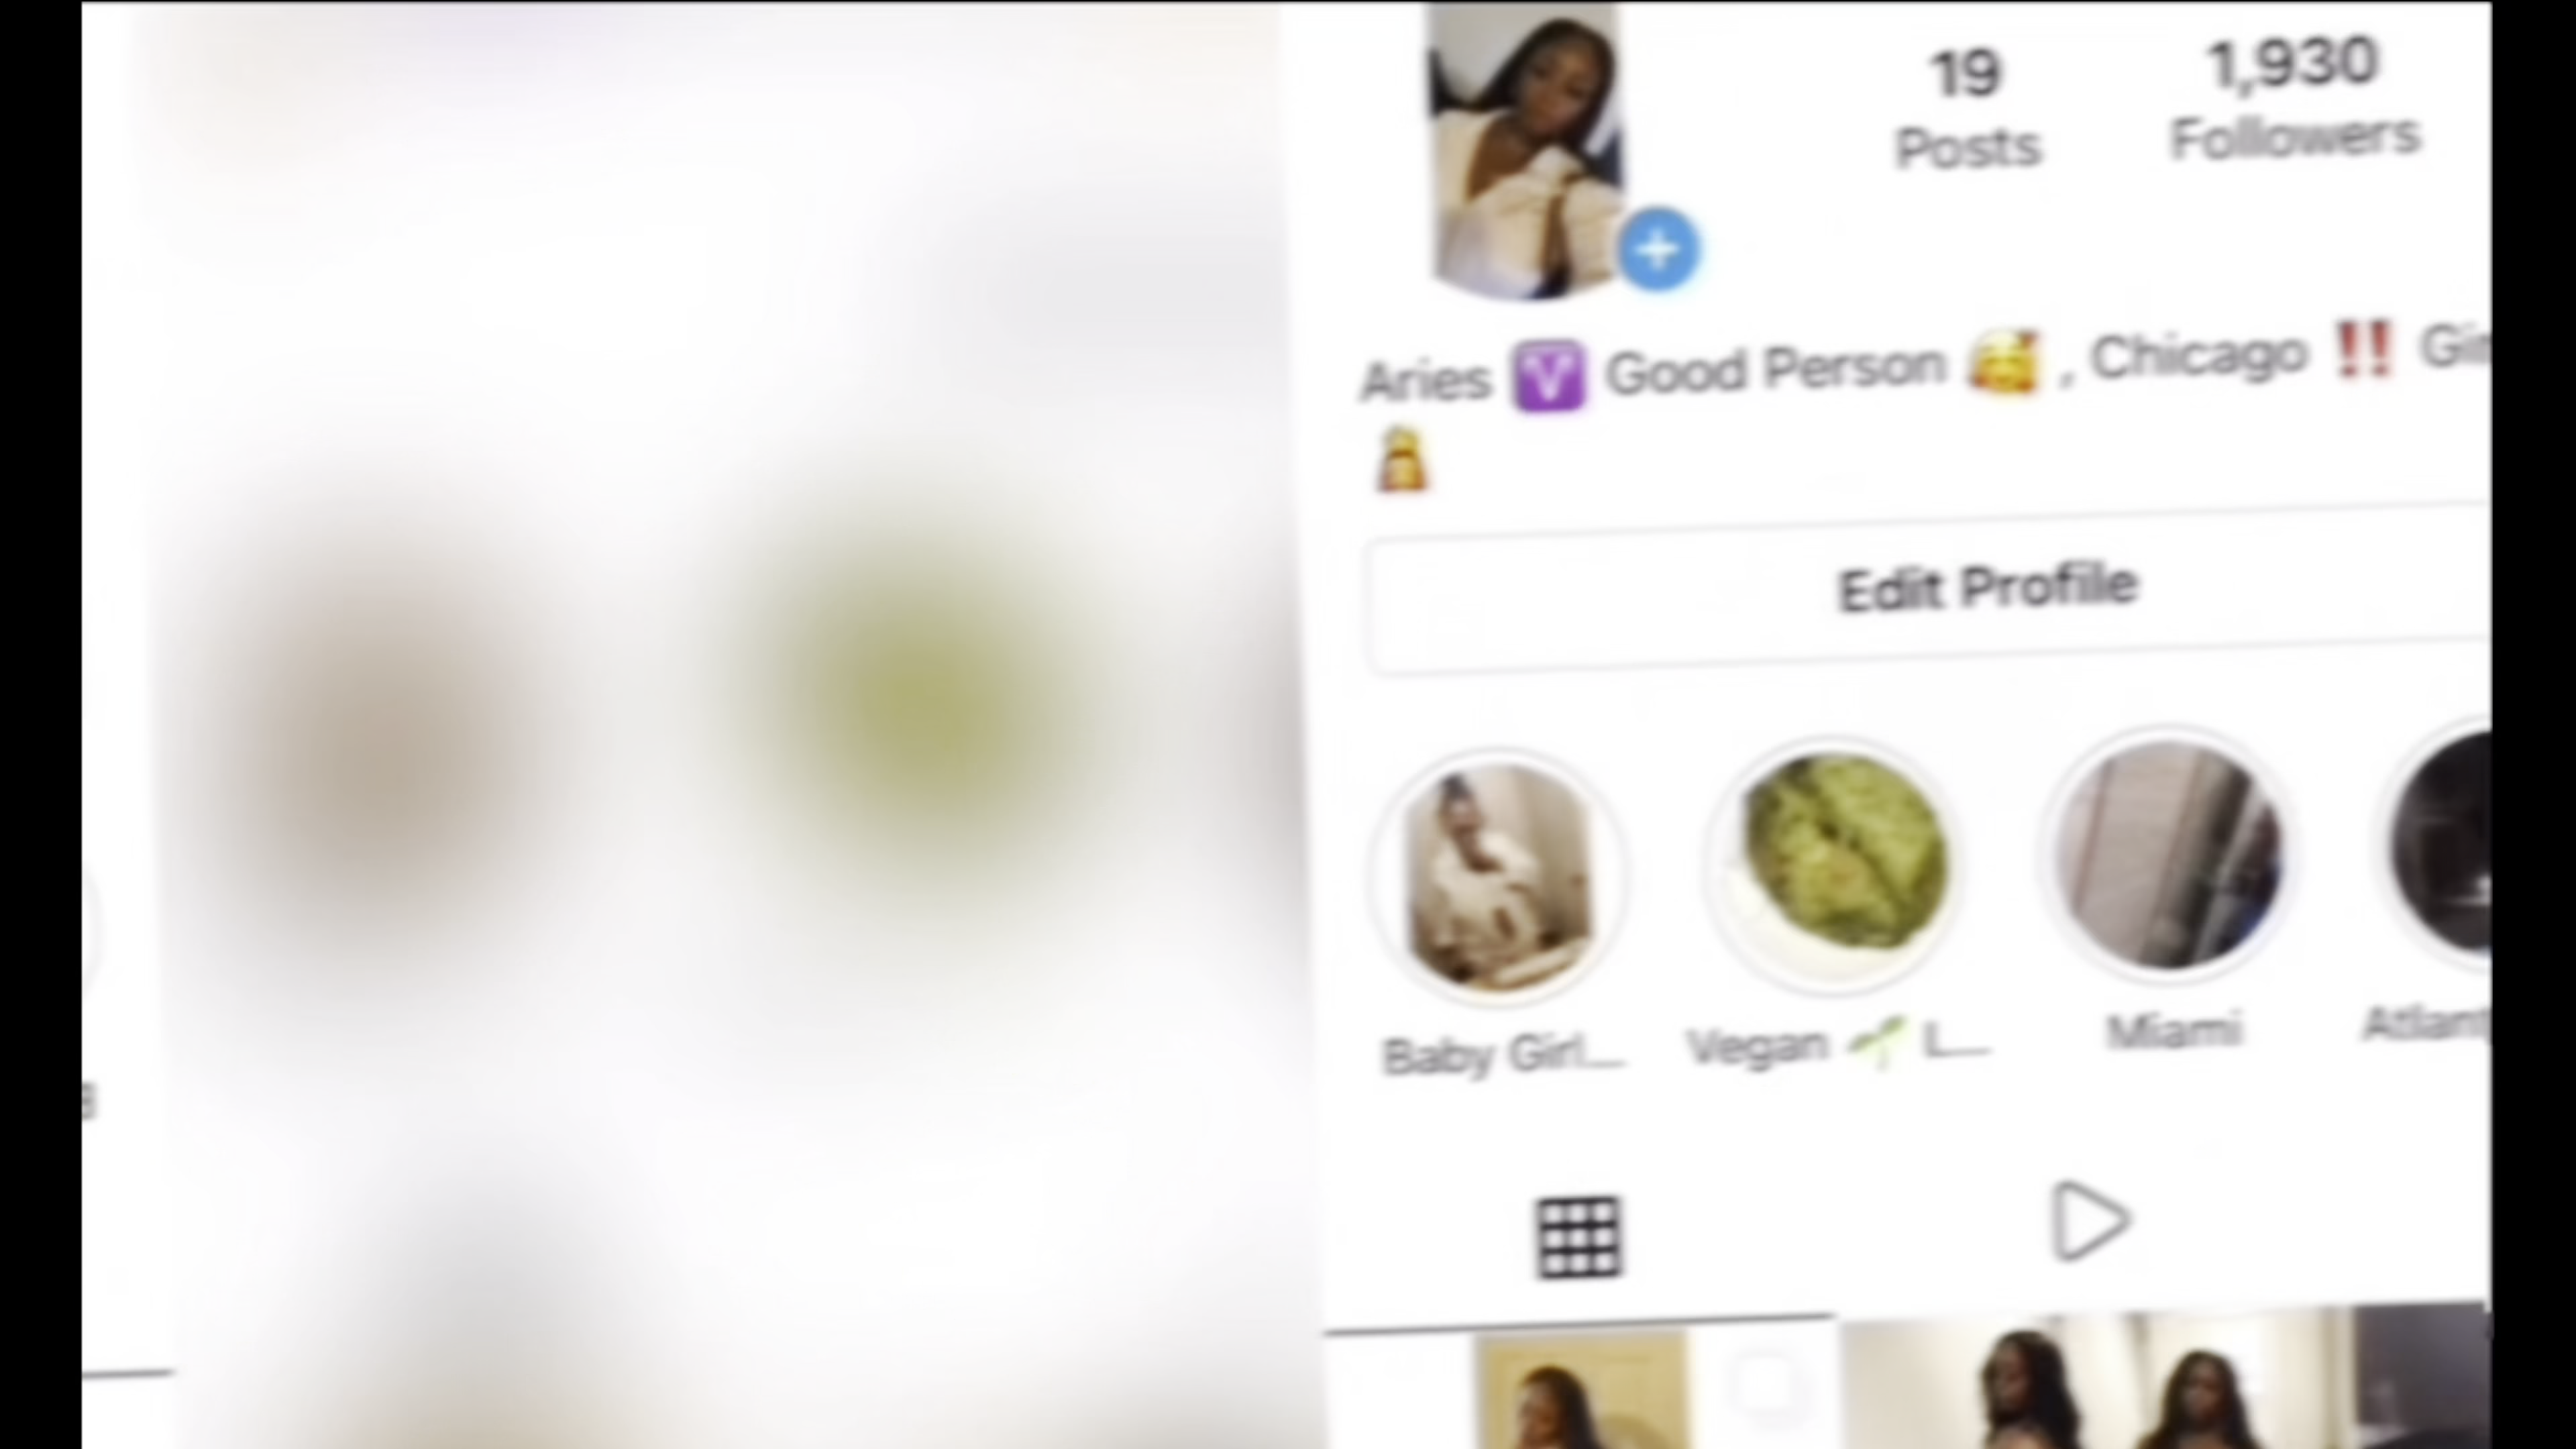 19 1,930
Posts Followers
Aries ♈ Good Person 🥰 , Chicago ‼️
Edit Profile
Baby Girl... Vegan 🌱 L... Miami